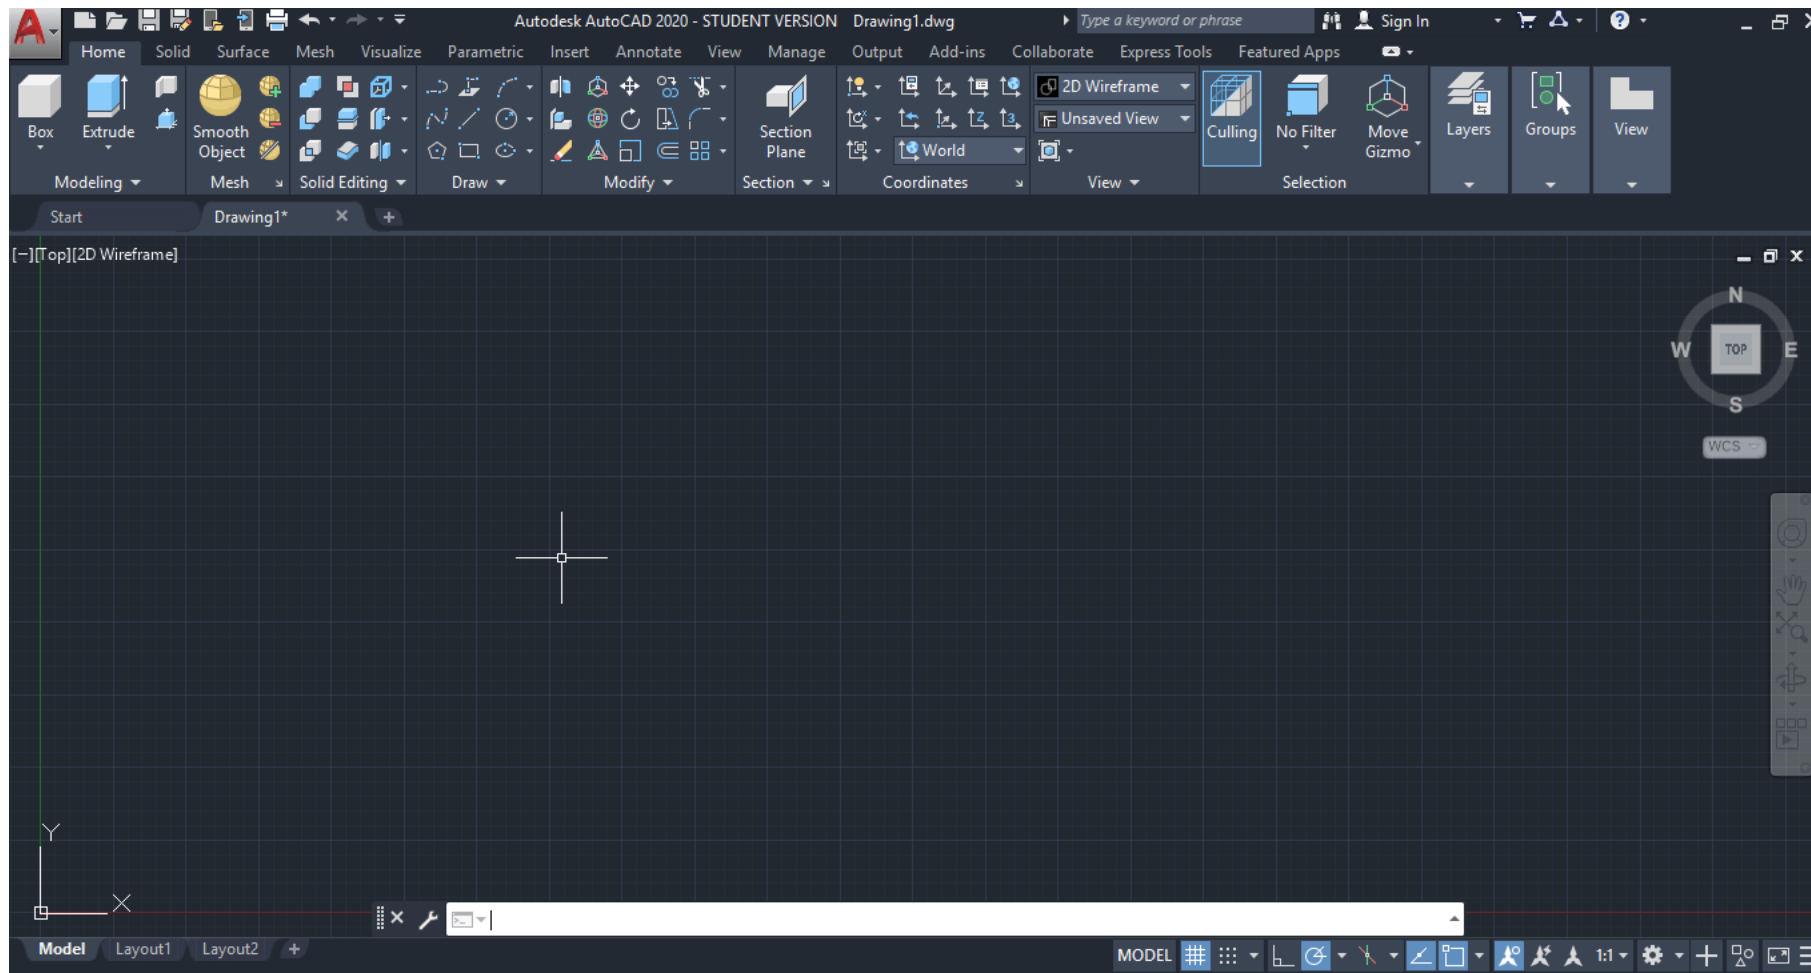 Autodesk AutoCAD 2020 - STUDENT VERSION Drawing1.dwg Type a keyword or phrase Sign In
Home Solid Surface Mesh Visualize Parametric Insert Annotate View Manage Output Add-ins Collaborate Express Tools Featured Apps
2D Wireframe
Unsaved View
Box Extrude Smooth Object Section Plane Culling No Filter Move Gizmo Layers Groups View
World
Modeling Mesh Solid Editing Draw Modify Section Coordinates View Selection
Start Drawing1*
[−][Top][2D Wireframe]
N
W TOP E
S
WCS
Y
X
Model Layout1 Layout2
MODEL 1:1